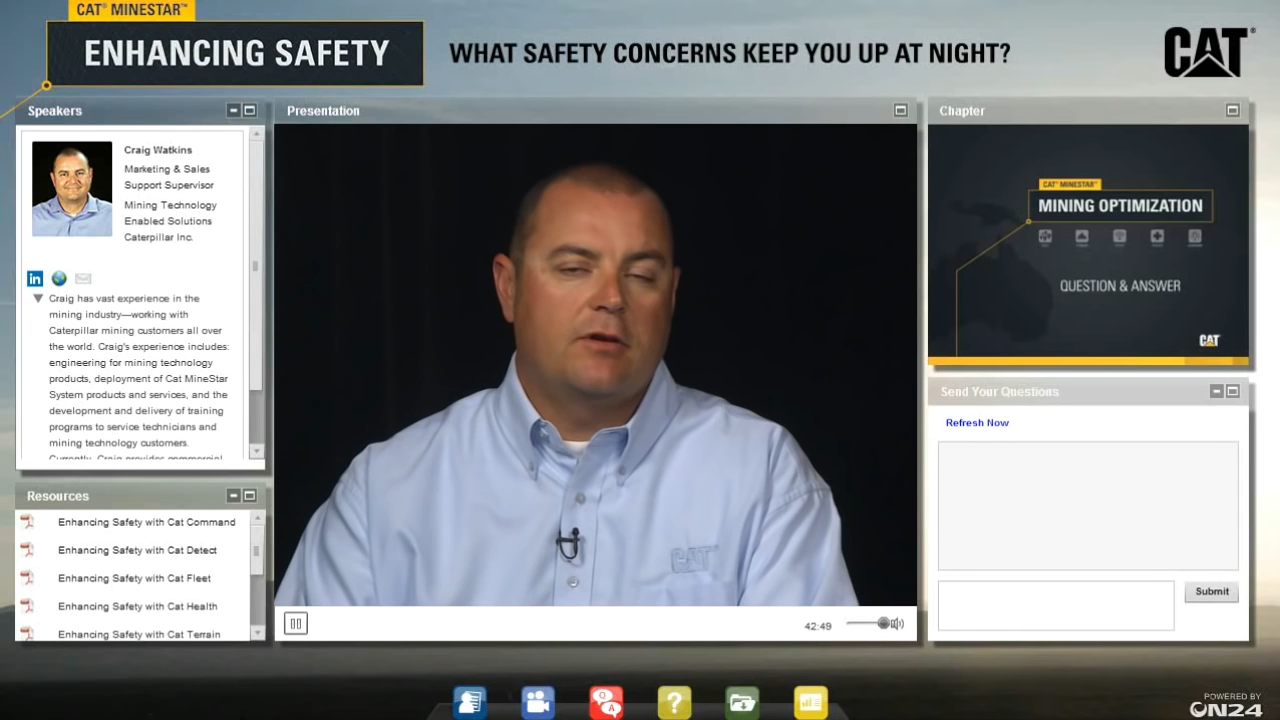 CAT® MINESTAR™
ENHANCING SAFETY
WHAT SAFETY CONCERNS KEEP YOU UP AT NIGHT?
CAT®
Speakers
Craig Watkins
Marketing & Sales
Support Supervisor
Mining Technology
Enabled Solutions
Caterpillar Inc.
in
Craig has vast experience in the
mining industry—working with
Caterpillar mining customers all over
the world. Craig's experience includes:
engineering for mining technology
products, deployment of Cat MineStar
System products and services, and the
development and delivery of training
programs to service technicians and
mining technology customers.
Currently, Craig provides commercial
Resources
Enhancing Safety with Cat Command
Enhancing Safety with Cat Detect
Enhancing Safety with Cat Fleet
Enhancing Safety with Cat Health
Enhancing Safety with Cat Terrain
Presentation
CAT
42:49
Chapter
CAT® MINESTAR™
MINING OPTIMIZATION
QUESTION & ANSWER
CAT
Send Your Questions
Refresh Now
Submit
Q
A
?
POWERED BY
ON24